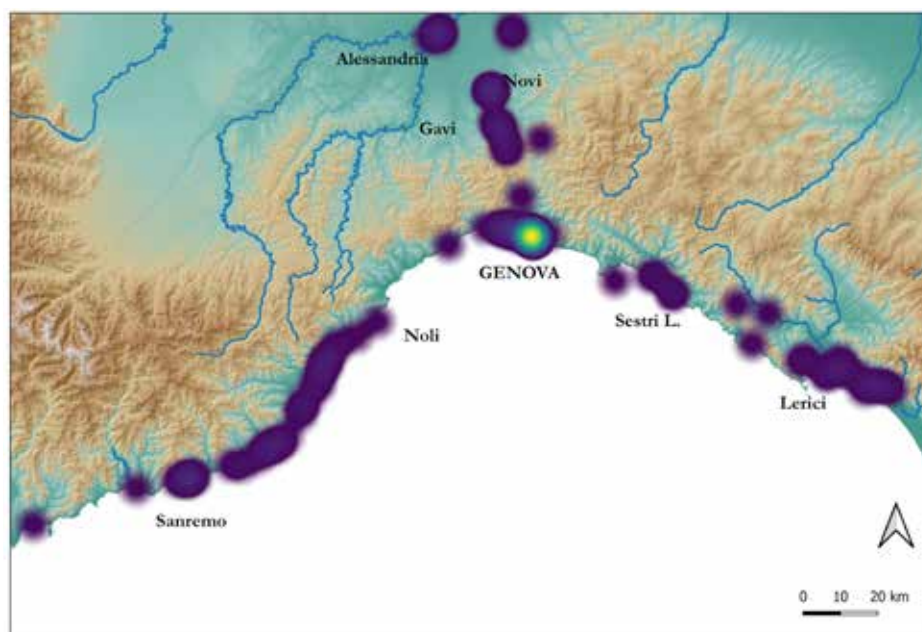 Alessandria
Novi
Gavi
GENOVA
Noli
Sestri L.
Lerici
Sanremo
0 10 20 km